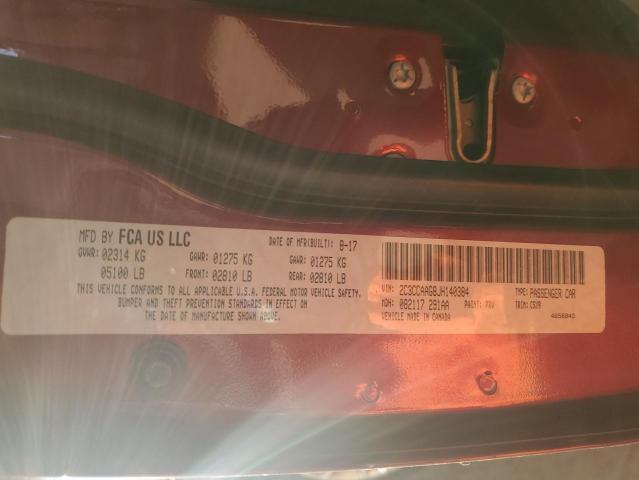 MFD BY FCA US LLC DATE OF MFR(BUILT): 8-17
GVWR: 02314 KG GAWR: 01275 KG GAWR: 01275 KG
05100 LB FRONT: 02810 LB REAR: 02810 LB
THIS VEHICLE CONFORMS TO ALL APPLICABLE U.S.A. FEDERAL MOTOR VEHICLE SAFETY,
BUMPER AND THEFT PREVENTION STANDARDS IN EFFECT ON
THE DATE OF MANUFACTURE SHOWN ABOVE.
VIN: 2C3CCAAG8JH140384 TYPE: PASSENGER CAR
MDH: 082117 281AA PAINT: PRV TRIM: C5X9
VEHICLE MADE IN CANADA 4656843